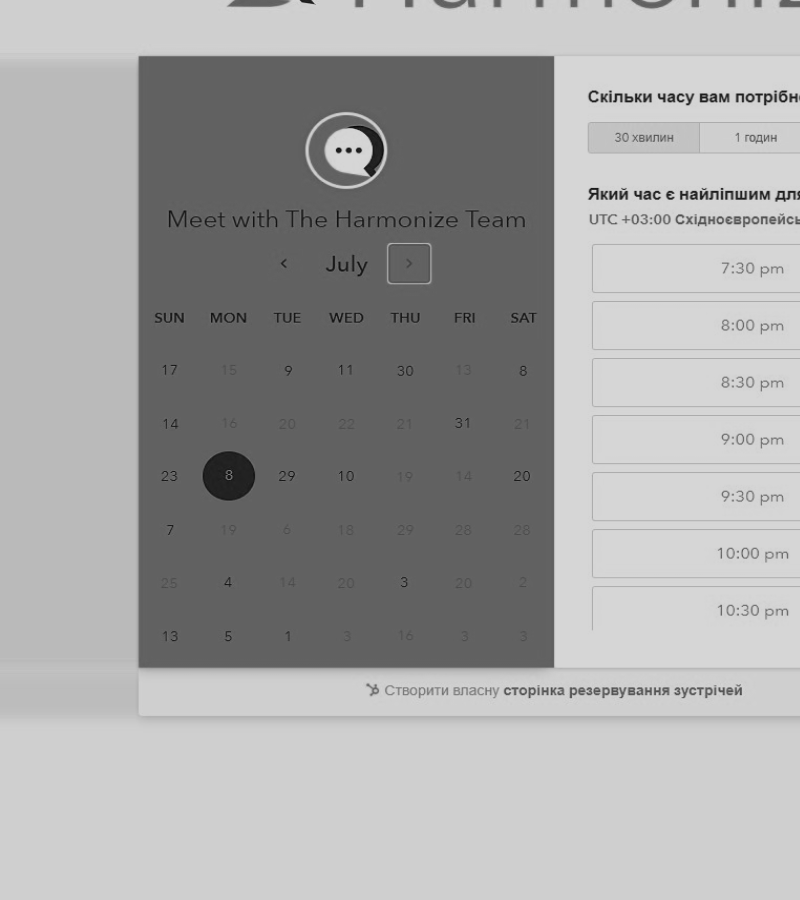 Meet with The Harmonize Team
July
SUN MON TUE WED THU FRI SAT
17 15 9 11 30 13 8
14 16 20 22 21 31 21
23 8 29 10 19 14 20
7 19 6 18 29 28 28
25 4 14 20 3 20 2
13 5 1 3 16 3 3
Скільки часу вам
30 хвилин 1 годин
Який час є найліпшим
UTC +03:00
7:30 pm
8:00 pm
8:30 pm
9:00 pm
9:30 pm
10:00 pm
10:30 pm
Створити власну сторінка резервування зустрічей